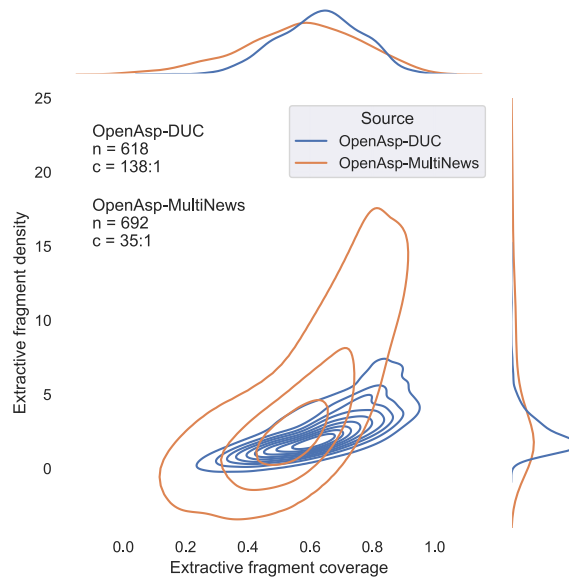 25
20
15
10
5
0
Extractive fragment density
OpenAsp-DUC
n = 618
c = 138:1
OpenAsp-MultiNews
n = 692
c = 35:1
Source
OpenAsp-DUC
OpenAsp-MultiNews
0.0 0.2 0.4 0.6 0.8 1.0
Extractive fragment coverage